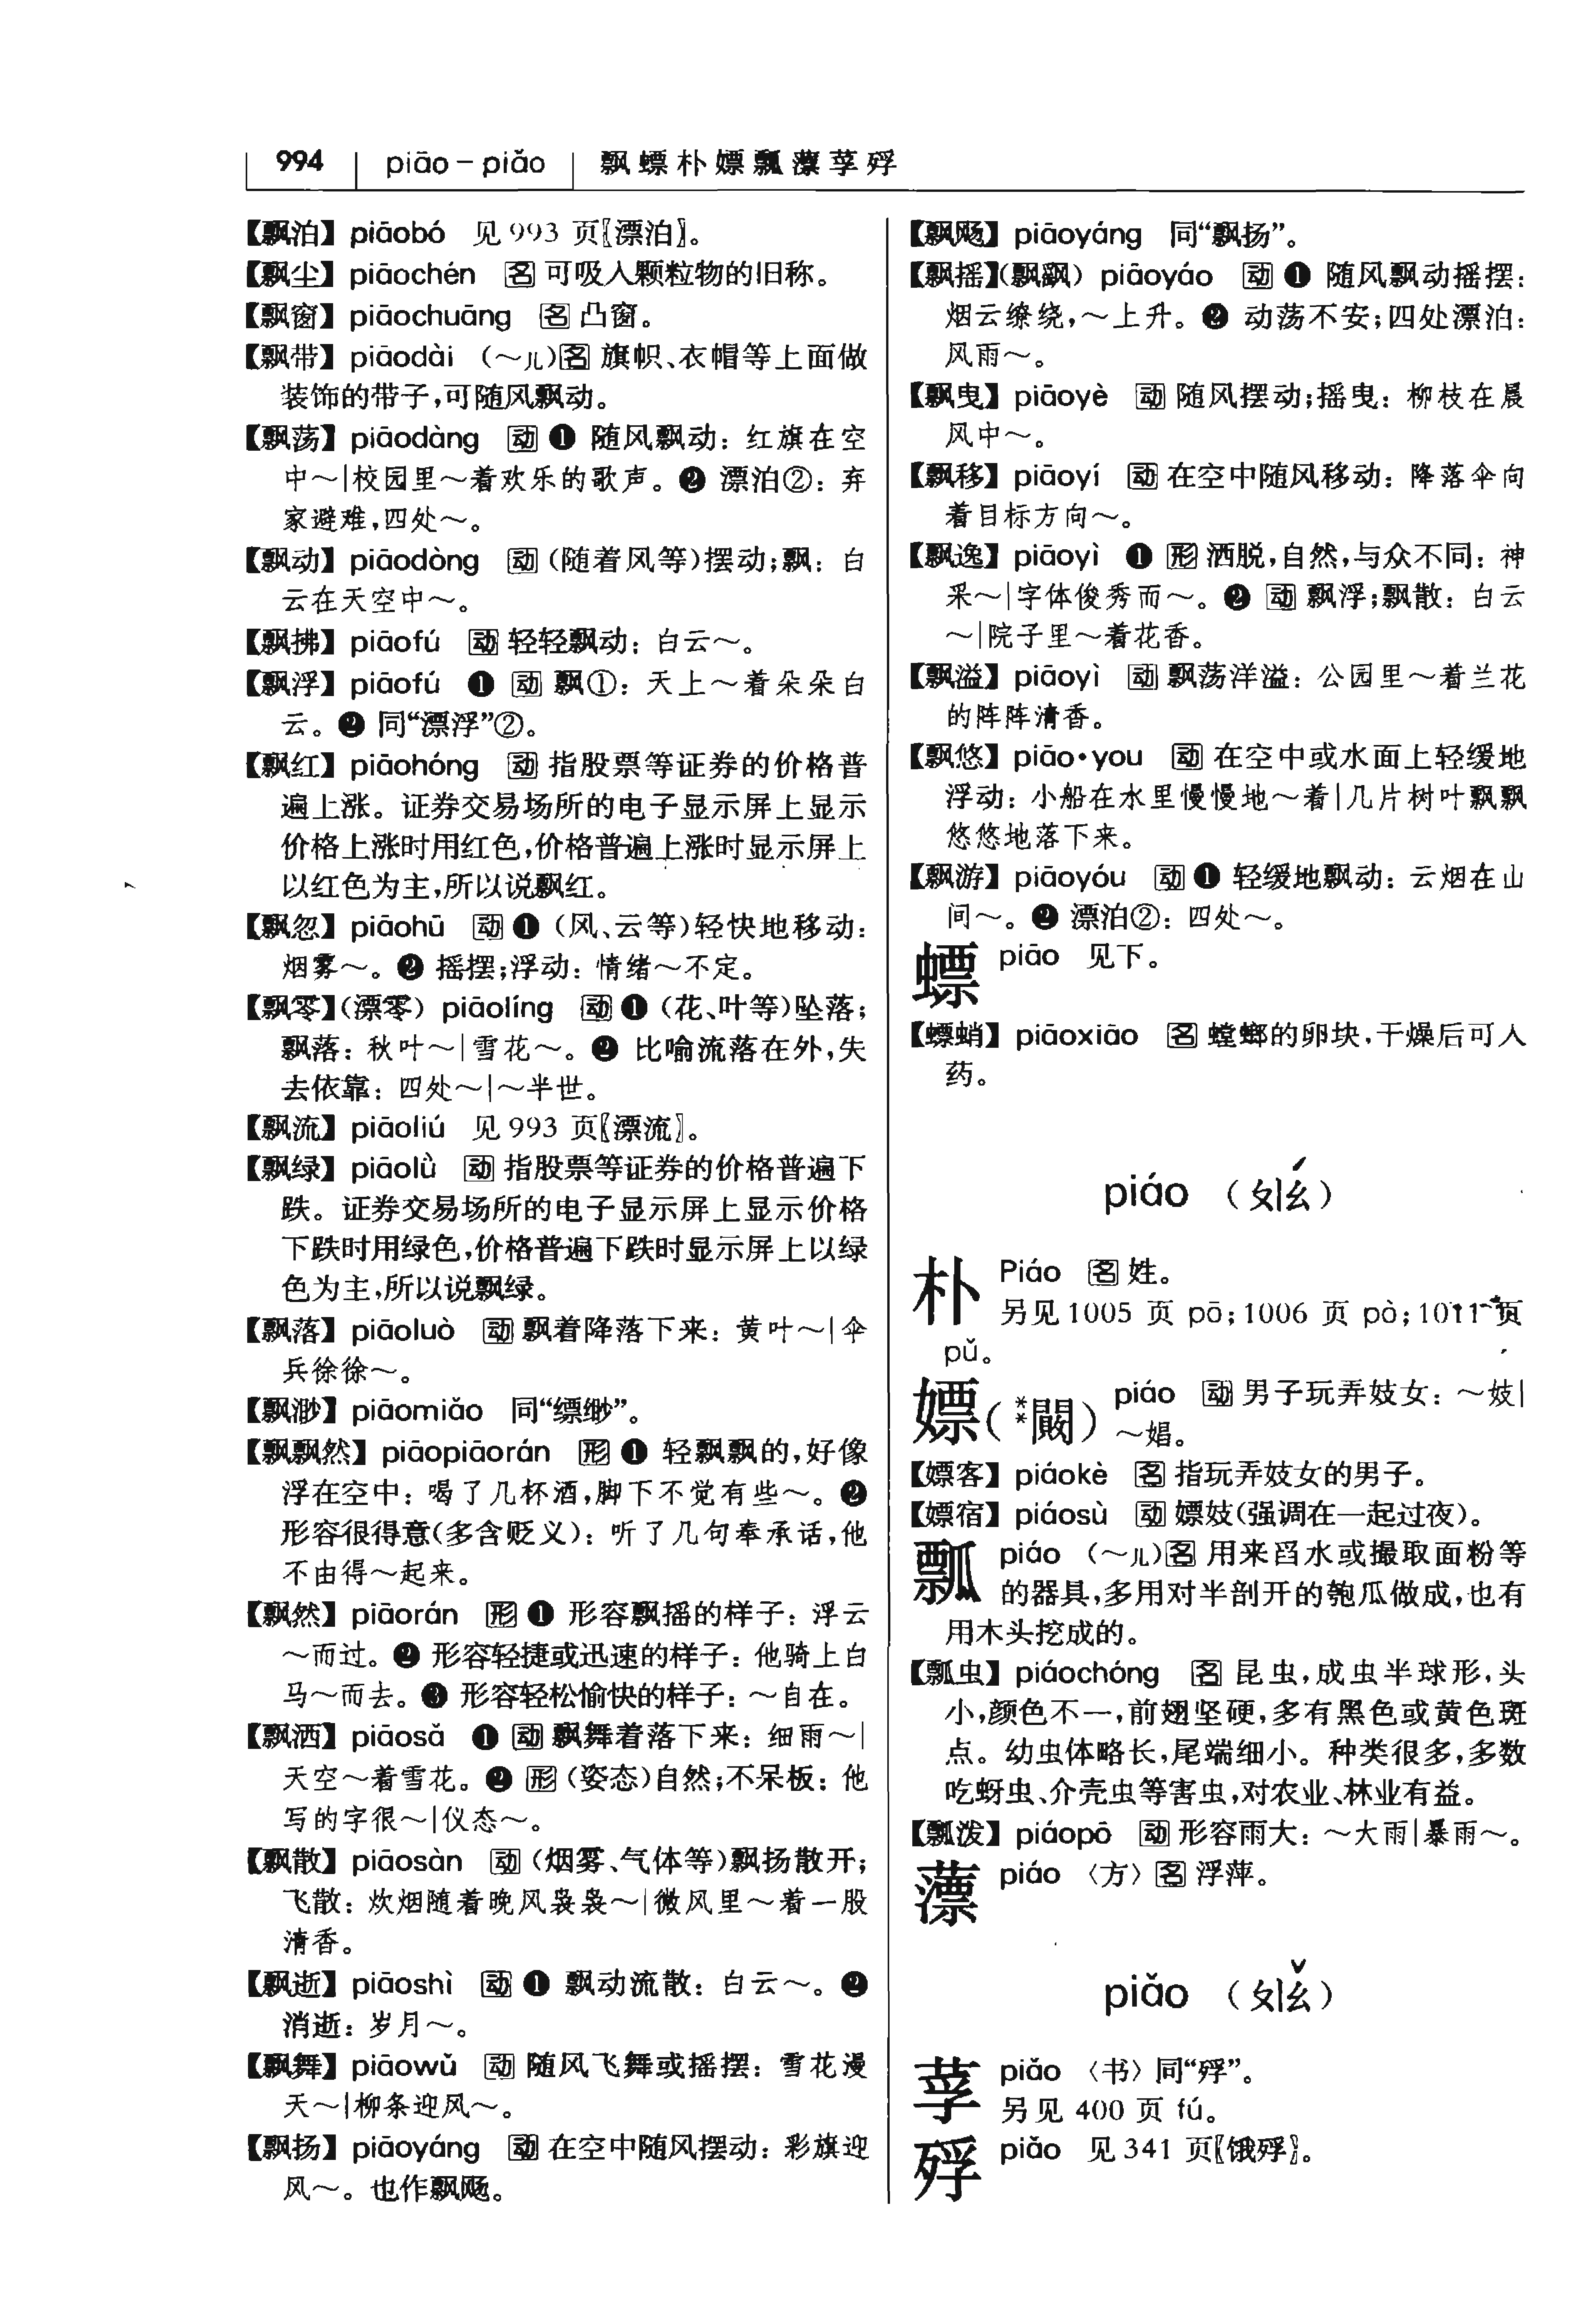 994 piāo－piǎo 飘螵朴嫖瓢薸莩殍
【飘泊】piāobó 见993 页〖漂泊〗。
【飘尘】piāochén 名 可吸入颗粒物的旧称。
【飘窗】piāochuāng 名 凸窗。
【飘带】piāodài （～儿）名 旗帜、衣帽等上面做
装饰的带子，可随风飘动。
【飘荡】piāodàng 动 ❶ 随风飘动：红旗在空
中～|校园里～着欢乐的歌声。❷ 漂泊②：弃
家避难，四处～。
【飘动】piāodòng 动（随着风等）摆动；飘：白
云在天空中～。
【飘拂】piāofú 动 轻轻飘动：白云～。
【飘浮】piāofú ❶ 动 飘①：天上～着朵朵白
云。❷ 同“漂浮”②。
【飘红】piāohóng 动 指股票等证券的价格普
遍上涨。证券交易场所的电子显示屏上显示
价格上涨时用红色，价格普遍上涨时显示屏上
以红色为主，所以说飘红。
【飘忽】piāohū 动 ❶（风、云等）轻快地移动：
烟雾～。❷ 摇摆；浮动：情绪～不定。
【飘零】（漂零）piāolíng 动 ❶（花、叶等）坠落；
飘落：秋叶～|雪花～。❷ 比喻流落在外，失
去依靠：四处～|～半世。
【飘流】piāoliú 见 993 页〖漂流〗。
【飘绿】piāolǜ 动 指股票等证券的价格普遍下
跌。证券交易场所的电子显示屏上显示价格
下跌时用绿色，价格普遍下跌时显示屏上以绿
色为主，所以说飘绿。
【飘落】piāoluò 动 飘着降落下来：黄叶～|伞
兵徐徐～。
【飘渺】piāomiǎo 同“缥缈”。
【飘飘然】piāopiāorán 形 ❶ 轻飘飘的，好像
浮在空中：喝了几杯酒，脚下不觉有些～。❷
形容很得意（多含贬义）：听了几句奉承话，他
不由得～起来。
【飘然】piāorán 形 ❶ 形容飘摇的样子：浮云
～而过。❷ 形容轻捷或迅速的样子：他骑上白
马～而去。❸ 形容轻松愉快的样子：～自在。
【飘洒】piāosǎ ❶ 动 飘舞着落下来：细雨～|
天空～着雪花。❷ 形（姿态）自然；不呆板：他
写的字很～|仪态～。
【飘散】piāosàn 动（烟雾、气体等）飘扬散开；
飞散：炊烟随着晚风袅袅～|微风里～着一股
清香。
【飘逝】piāoshì 动 ❶ 飘动流散：白云～。❷
消逝：岁月～。
【飘舞】piāowǔ 动 随风飞舞或摇摆：雪花漫
天～|柳条迎风～。
【飘扬】piāoyáng 动 在空中随风摆动：彩旗迎
风～。也作飘飏。
【飘飏】piāoyáng 同“飘扬”。
【飘摇】（飘飖）piāoyáo 动 ❶ 随风飘动摇摆：
烟云缭绕，～上升。❷ 动荡不安；四处漂泊：
风雨～。
【飘曳】piāoyè 动 随风摆动；摇曳：柳枝在晨
风中～。
【飘移】piāoyí 动 在空中随风移动：降落伞向
着目标方向～。
【飘逸】piāoyì ❶ 形 洒脱，自然，与众不同：神
采～|字体俊秀而～。❷ 动 飘浮；飘散：白云
～|院子里～着花香。
【飘溢】piāoyì 动 飘荡洋溢：公园里～着兰花
的阵阵清香。
【飘悠】piāo•you 动 在空中或水面上轻缓地
浮动：小船在水里慢慢地～着|几片树叶飘飘
悠悠地落下来。
【飘游】piāoyóu 动 ❶ 轻缓地飘动：云烟在山
间～。❷ 漂泊②：四处～。
螵 piāo 见下。
【螵蛸】piāoxiāo 名 螳螂的卵块，干燥后可入
药。
piáo （ㄆㄧㄠˊ）
朴 Piáo 名 姓。
另见 1005 页 pō；1006 页 pò；1011 页
pǔ。
嫖（**闝） piáo 动 男子玩弄妓女：～妓|
～娼。
【嫖客】piáokè 名 指玩弄妓女的男子。
【嫖宿】piáosù 动 嫖妓（强调在一起过夜）。
瓢 piáo （～儿）名 用来舀水或撮取面粉等
的器具，多用对半剖开的匏瓜做成，也有
用木头挖成的。
【瓢虫】piáochóng 名 昆虫，成虫半球形，头
小，颜色不一，前翅坚硬，多有黑色或黄色斑
点。幼虫体略长，尾端细小。种类很多，多数
吃蚜虫、介壳虫等害虫，对农业、林业有益。
【瓢泼】piáopō 动 形容雨大：～大雨|暴雨～。
薸 piáo 〈方〉名 浮萍。
piǎo （ㄆㄧㄠˇ）
莩 piǎo 〈书〉同“殍”。
另见 400 页 fú。
殍 piǎo 见 341 页〖饿殍〗。